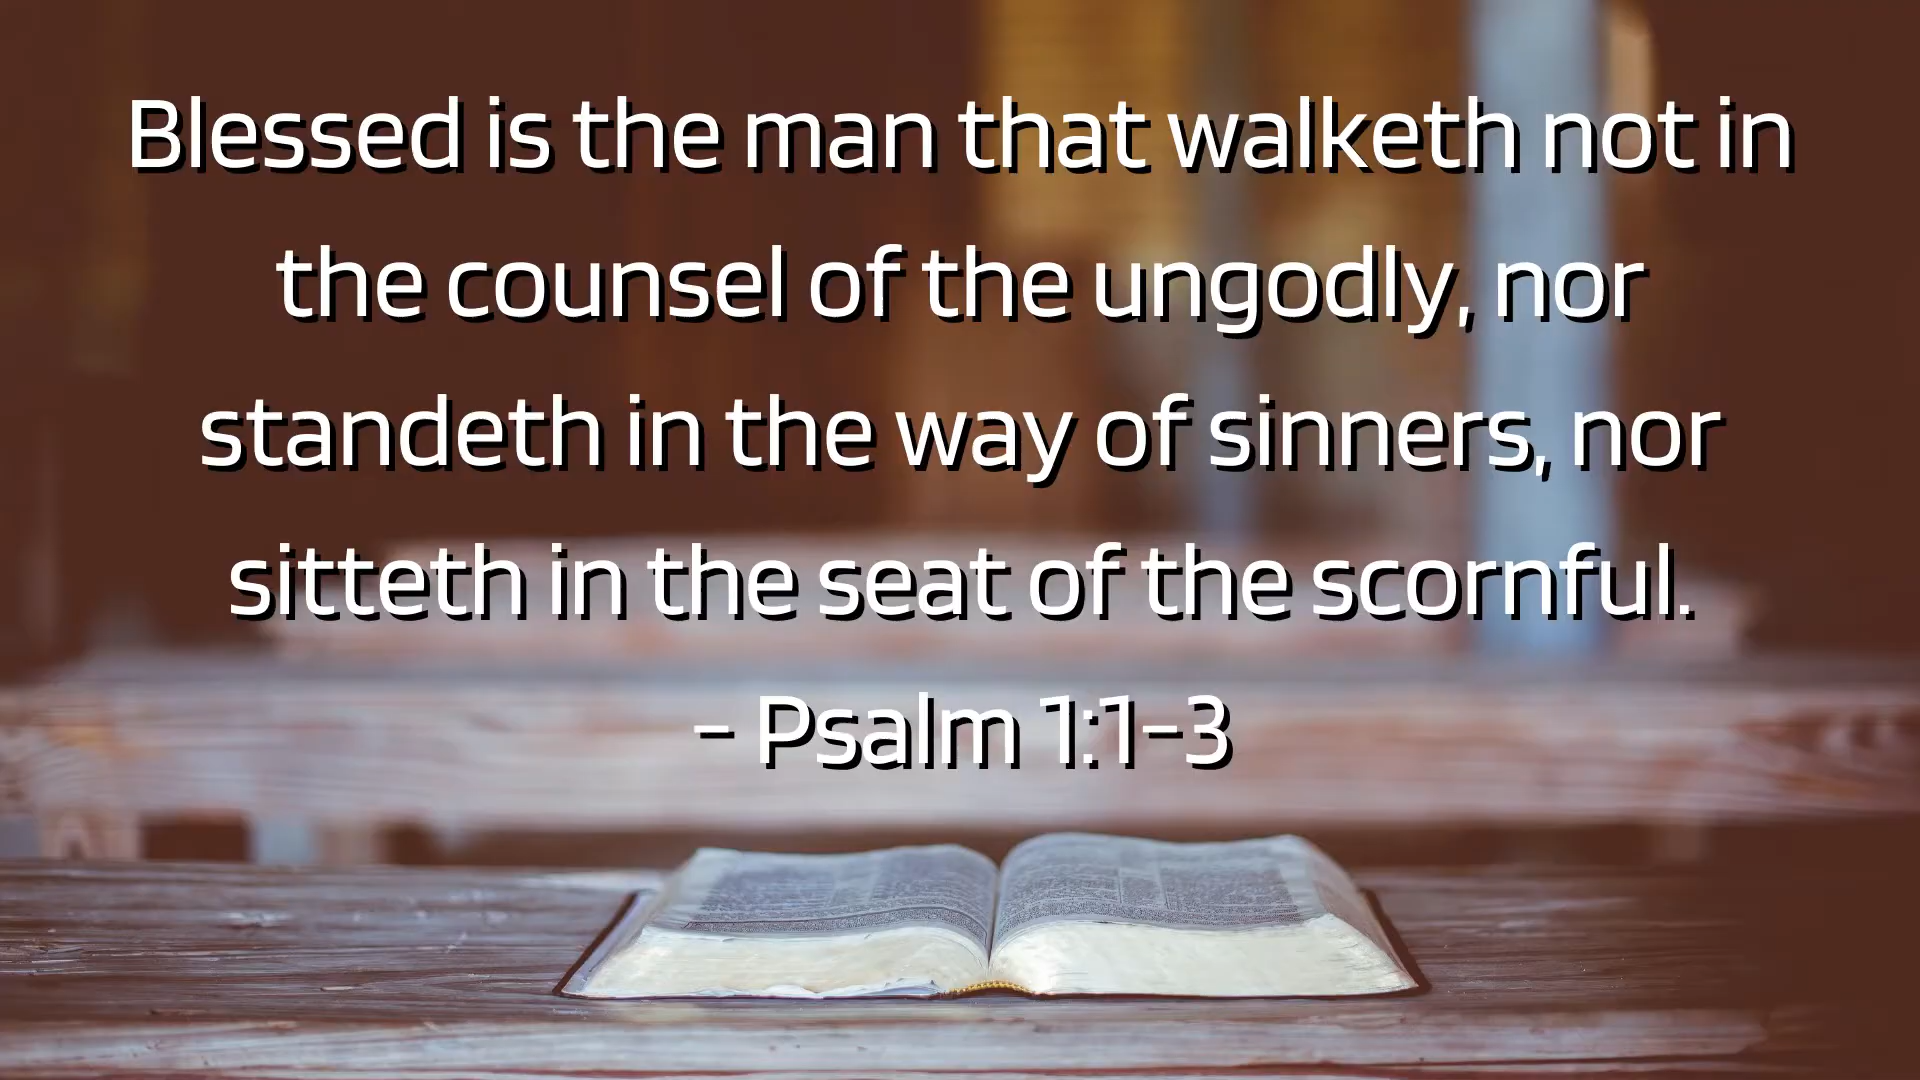 Blessed is the man that walketh not in
the counsel of the ungodly, nor
standeth in the way of sinners, nor
sitteth in the seat of the scornful.
- Psalm 1:1-3